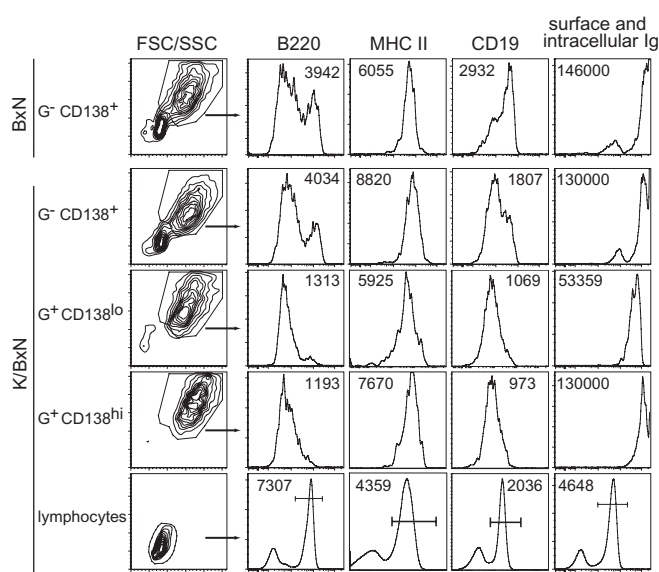 surface and
FSC/SSC B220 MHC II CD19 intracellular Ig
BxN
G⁻ CD138⁺ 3942 6055 2932 146000
K/BxN
G⁻ CD138⁺ 4034 8820 1807 130000
G⁺ CD138lo 1313 5925 1069 53359
G⁺ CD138hi 1193 7670 973 130000
lymphocytes 7307 4359 2036 4648